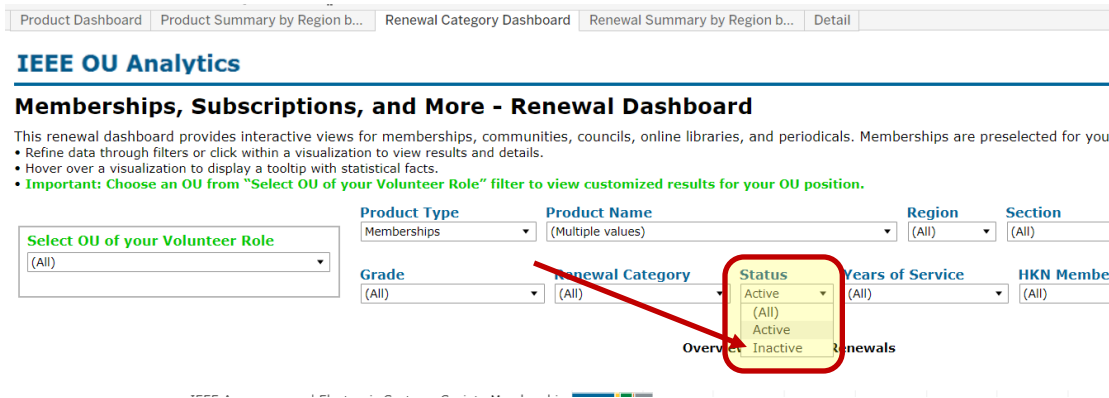 Product Dashboard Product Summary by Region b... Renewal Category Dashboard Renewal Summary by Region b... Detail
IEEE OU Analytics
Memberships, Subscriptions, and More - Renewal Dashboard
This renewal dashboard provides interactive views for memberships, communities, councils, online libraries, and periodicals. Memberships are preselected for you
• Refine data through filters or click within a visualization to view results and details.
• Hover over a visualization to display a tooltip with statistical facts.
• Important: Choose an OU from “Select OU of your Volunteer Role” filter to view customized results for your OU position.
Select OU of your Volunteer Role
(All)
Product Type Product Name Region Section
Memberships (Multiple values) (All) (All)
Grade Renewal Category Status Years of Service HKN Membe
(All) (All) Active (All) (All)
(All)
Active
Inactive
Renewals